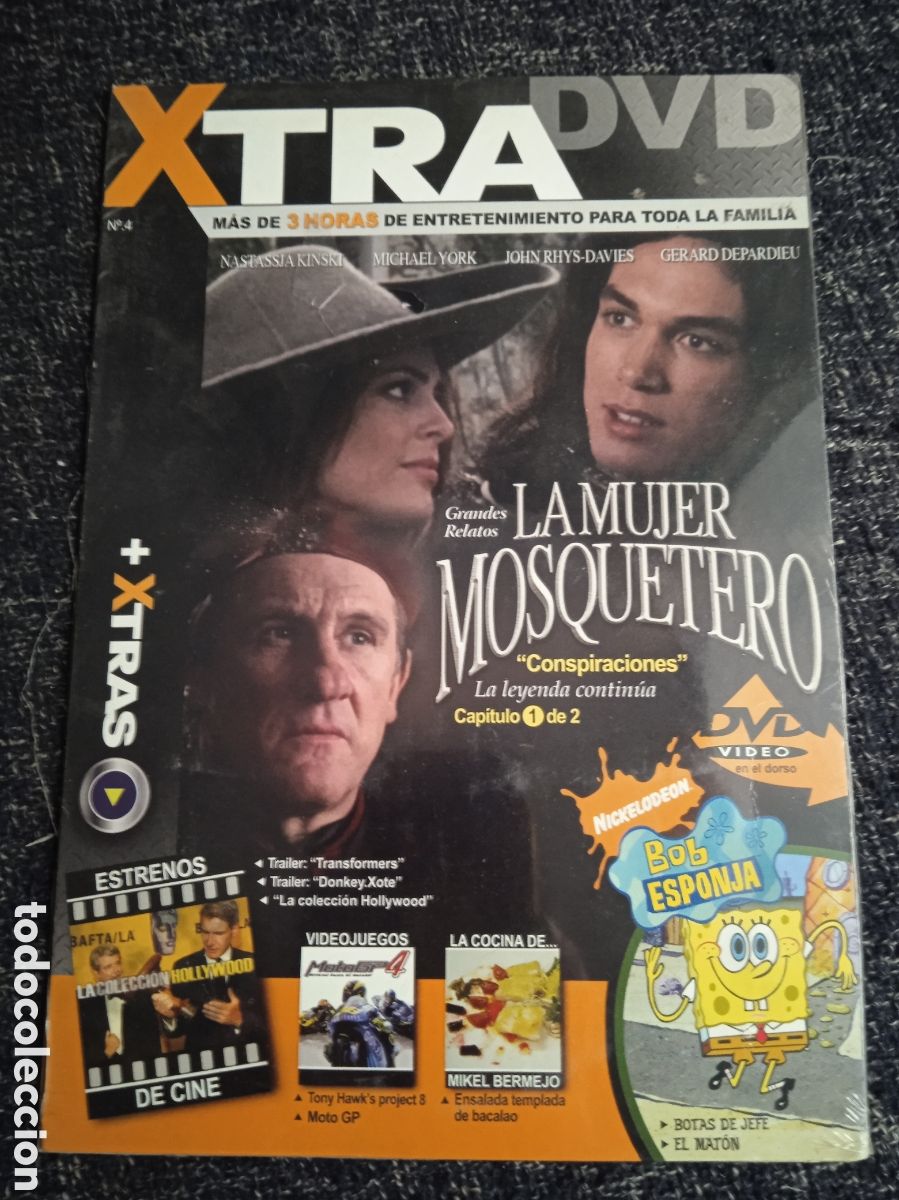 XTRA DVD
Nº.4
MÁS DE 3 HORAS DE ENTRETENIMIENTO PARA TODA LA FAMILIA
NASTASSJA KINSKI MICHAEL YORK JOHN RHYS-DAVIES GERARD DEPARDIEU
Grandes
Relatos
LA MUJER
MOSQUETERO
"Conspiraciones"
La leyenda continúa
Capítulo 1 de 2
DVD
VIDEO
en el dorso
+ XTRAS
NICKELODEON
Bob
ESPONJA
ESTRENOS
BAFTA/LA
LA COLECCIÓN HOLLYWOOD
DE CINE
Trailer: "Transformers"
Trailer: "Donkey.Xote"
"La colección Hollywood"
VIDEOJUEGOS
MotoGP4
Tony Hawk's project 8
Moto GP
LA COCINA DE...
MIKEL BERMEJO
Ensalada templada
de bacalao
BOTAS DE JEFE
EL MATÓN
todocoleccion